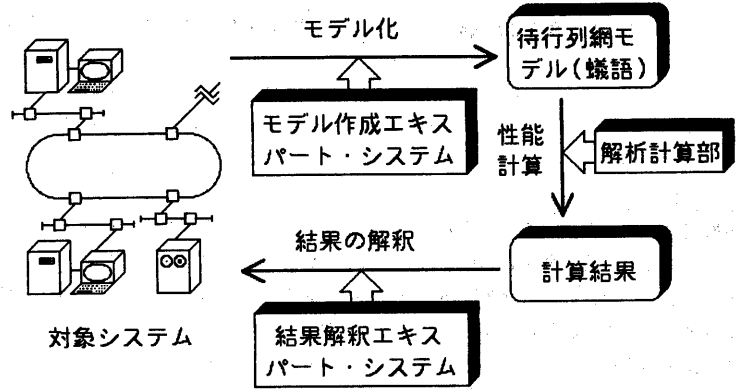 モデル化
待行列網モ
デル(蟻語)
モデル作成エキス
パート・システム
性能
計算
解析計算部
結果の解釈
計算結果
対象システム
結果解釈エキス
パート・システム